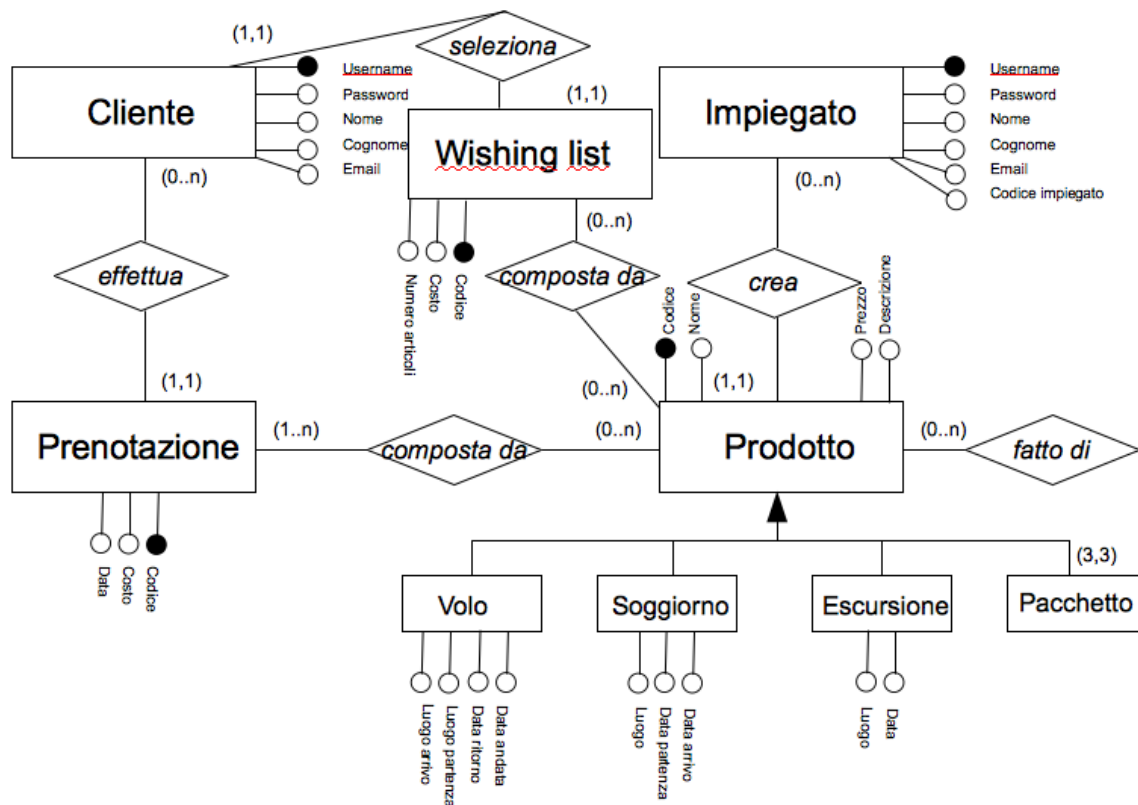 (1,1)
seleziona
Cliente
Username
Password
Nome
Cognome
Email
(1,1)
Wishing list
Impiegato
Username
Password
Nome
Cognome
Email
Codice impiegato
(0..n)
(0..n)
(0..n)
effettua
Numero articoli
Costo
Codice
composta da
crea
Codice
Nome
Prezzo
Descrizione
(1,1)
(0..n)
(1,1)
Prenotazione
(1..n)
composta da
(0..n)
Prodotto
(0..n)
fatto di
Data
Costo
Codice
(3,3)
Volo
Soggiorno
Escursione
Pacchetto
Luogo arrivo
Luogo partenza
Data ritorno
Data andata
Luogo
Data partenza
Data arrivo
Luogo
Data